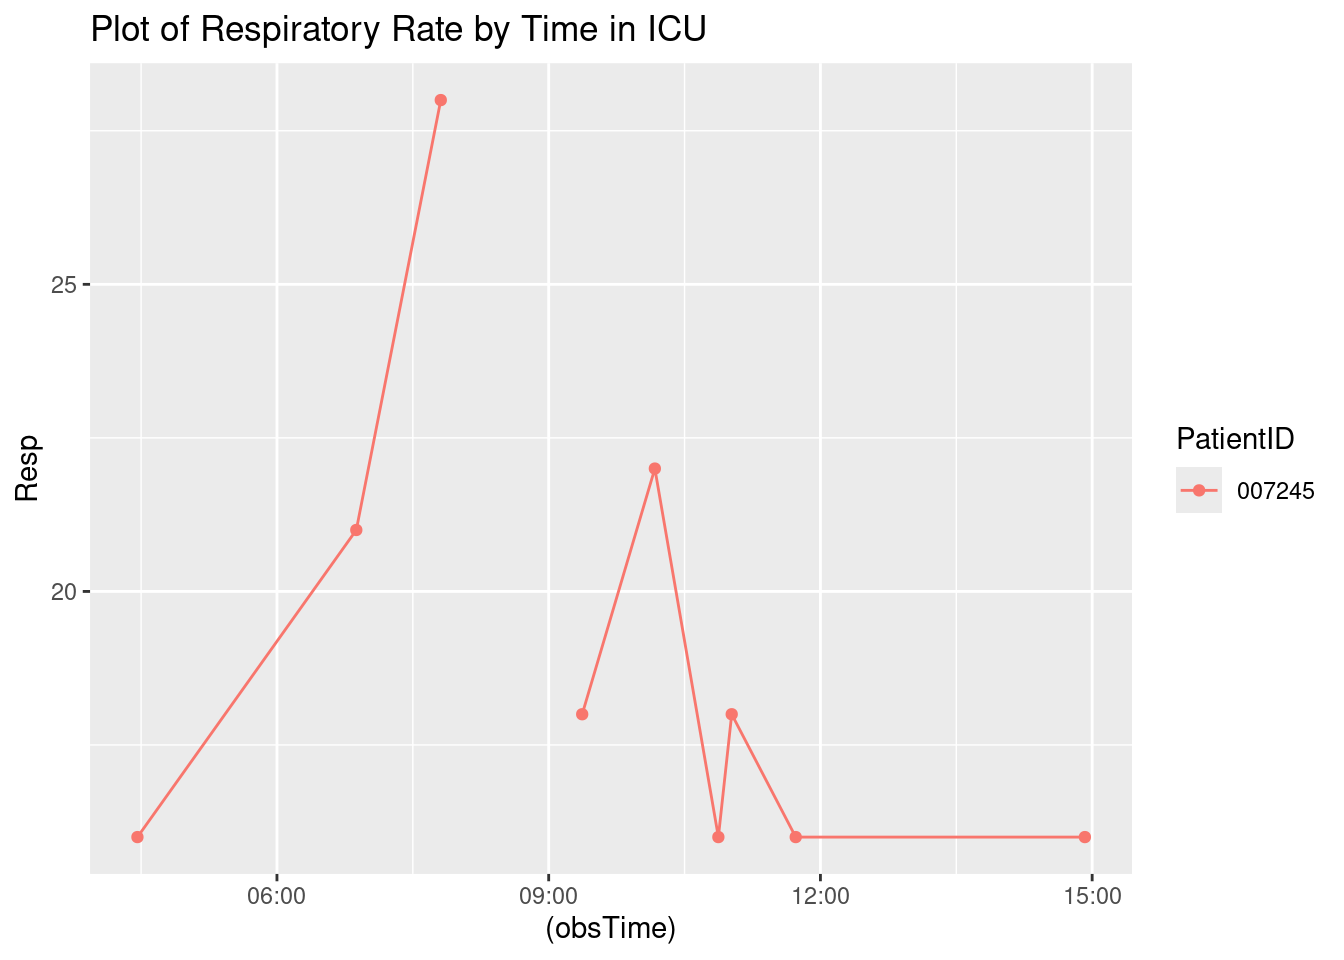 Plot of Respiratory Rate by Time in ICU
25
20
Resp
06:00
09:00
12:00
15:00
(obsTime)
PatientID
007245